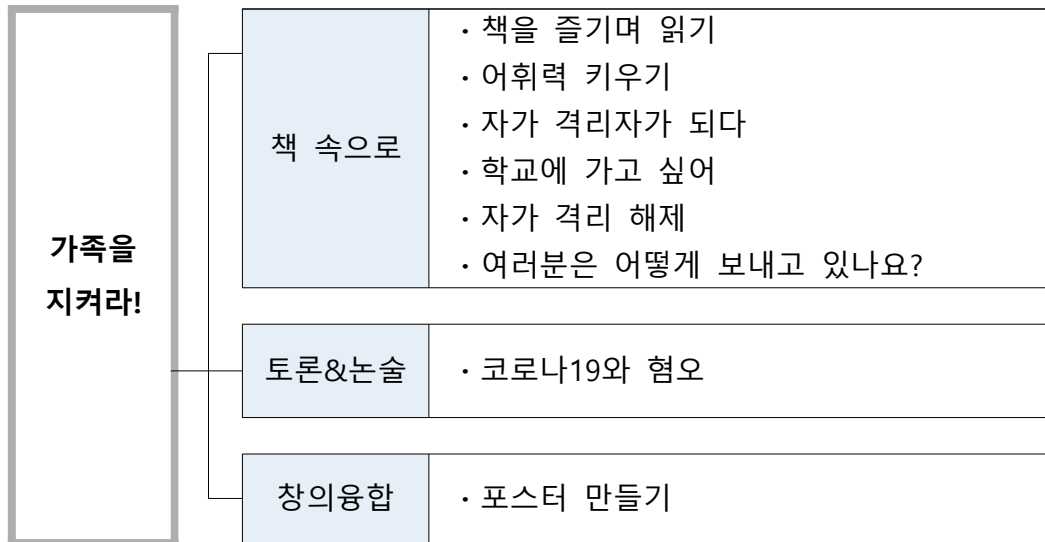 가족을
지켜라!
책 속으로
· 책을 즐기며 읽기
· 어휘력 키우기
· 자가 격리자가 되다
· 학교에 가고 싶어
· 자가 격리 해제
· 여러분은 어떻게 보내고 있나요?
토론&논술
· 코로나19와 혐오
창의융합
· 포스터 만들기